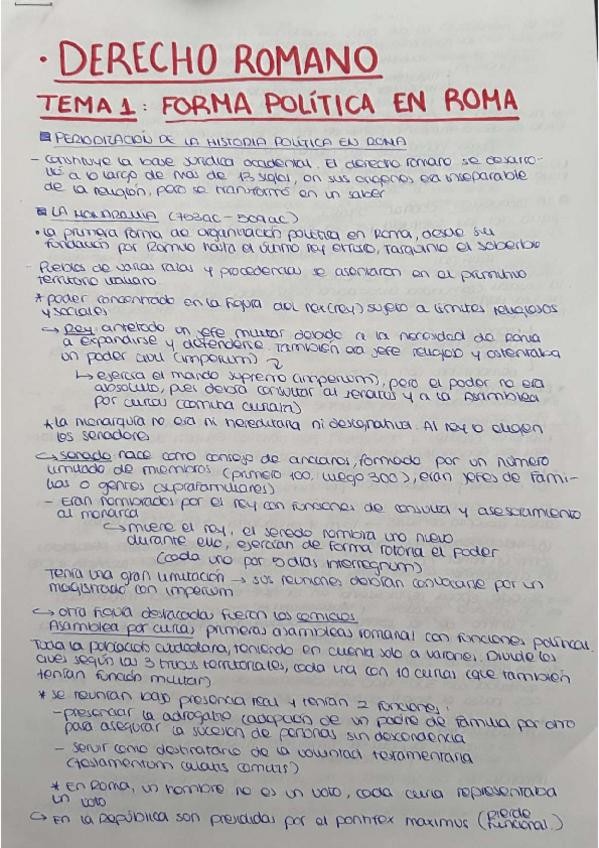 · DERECHO ROMANO
TEMA 1: FORMA POLÍTICA EN ROMA
PERIODIZACIÓN DE LA HISTORIA POLÍTICA EN ROMA
- Constituye la base jurídica occidental. El derecho romano se desarro-
lló a lo largo de más de 13 siglos, en sus orígenes era inseparable
de la religión, pero se transformó en un saber
LA MONARQUÍA (753aC - 509aC)
· La primera forma de organización política en Roma, desde su
fundación por Rómulo hasta el último rey etrusco, Tarquinio el Soberbio
- Pueblos de varias razas y procedencias se asentaron en el primitivo
territorio
* poder concentrado en la figura del rex (rey) sujeto a límites religiosos
y sociales
↳ Rey: ante todo un jefe militar debido a la necesidad de Roma
a expandirse y defenderse. También era jefe religioso y ostentaba
un poder civil (imperium)
↳ ejercía el mando supremo (imperium), pero el poder no era
absoluto, pues debía consultar al senado y a la Asamblea
por curias (comitia curiata)
* La monarquía no era ni hereditaria ni designativa. Al rey lo eligen
los senadores
↳ senado: nace como consejo de ancianos, formado por un número
limitado de miembros (primero 100, luego 300), eran jefes de fami-
lias o gentes (suprafamiliares)
- Eran nombrados por el rey con funciones de consulta y asesoramiento
al monarca
↳ muere el rey, el senado nombra uno nuevo
durante ello, ejercían de forma rotoria el poder
(cada uno por 5 días interregnum)
Tenía una gran limitación → sus reuniones debían convocarse por un
magistrado con imperium
↳ otra figura destacadas fueron los comicios
Asamblea por curias, primeras asambleas romanas con funciones políticas.
Toda la población ciudadana, teniendo en cuenta solo a varones. Divide los
cives según las 3 tribus territoriales, cada una con 10 curias (que también
tenían función militar)
* se reunían bajo presencia real y tenían 2 funciones:
- presenciar la adrogatio (adopción de un padre de familia por otro
para asegurar la sucesión de personas sin descendencia
- servir como destinatario de la voluntad testamentaria
(testamentum calatis comitis)
* En Roma, un hombre no es un voto, cada curia representaba
un voto
↳ En la República son presididas por el pontifex maximus (pierde
funcional.)